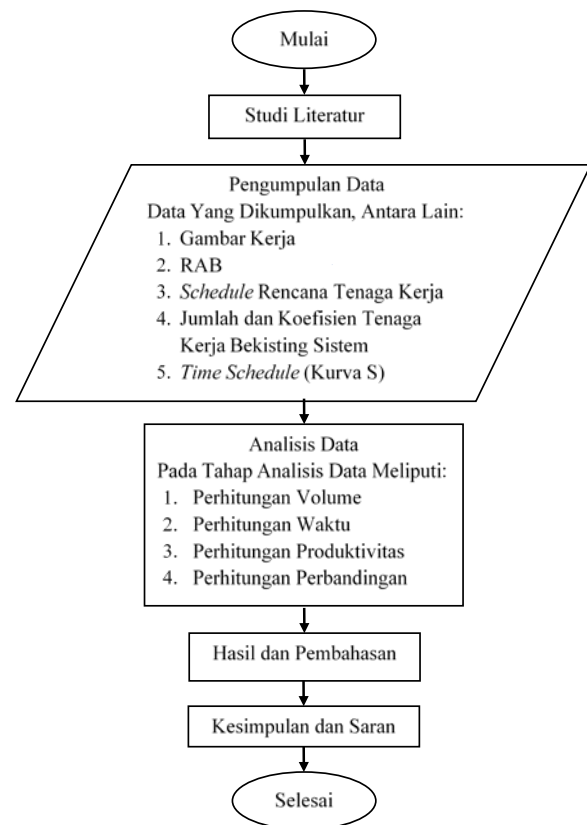 Mulai
Studi Literatur
Pengumpulan Data
Data Yang Dikumpulkan, Antara Lain:
1. Gambar Kerja
2. RAB
3. Schedule Rencana Tenaga Kerja
4. Jumlah dan Koefisien Tenaga
Kerja Bekisting Sistem
5. Time Schedule (Kurva S)
Analisis Data
Pada Tahap Analisis Data Meliputi:
1. Perhitungan Volume
2. Perhitungan Waktu
3. Perhitungan Produktivitas
4. Perhitungan Perbandingan
Hasil dan Pembahasan
Kesimpulan dan Saran
Selesai